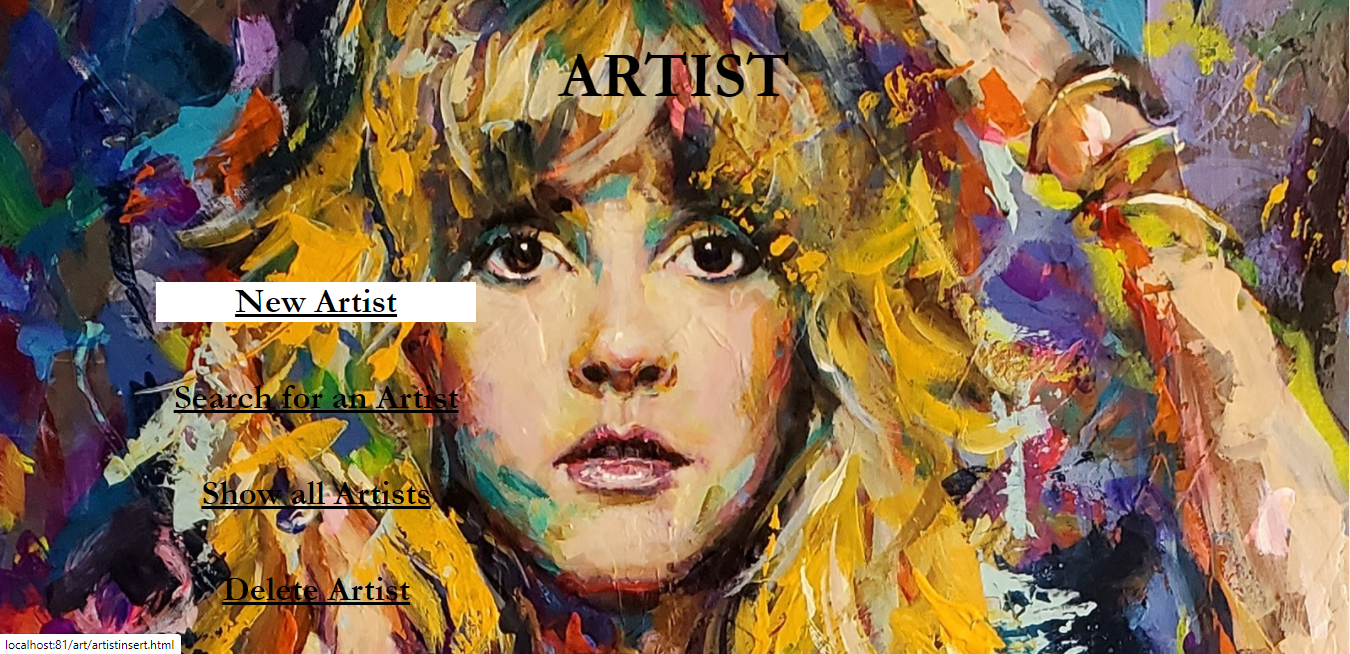 ARTIST
New Artist
Search for an Artist
Show all Artists
Delete Artist
localhost:81/art/artistinsert.html